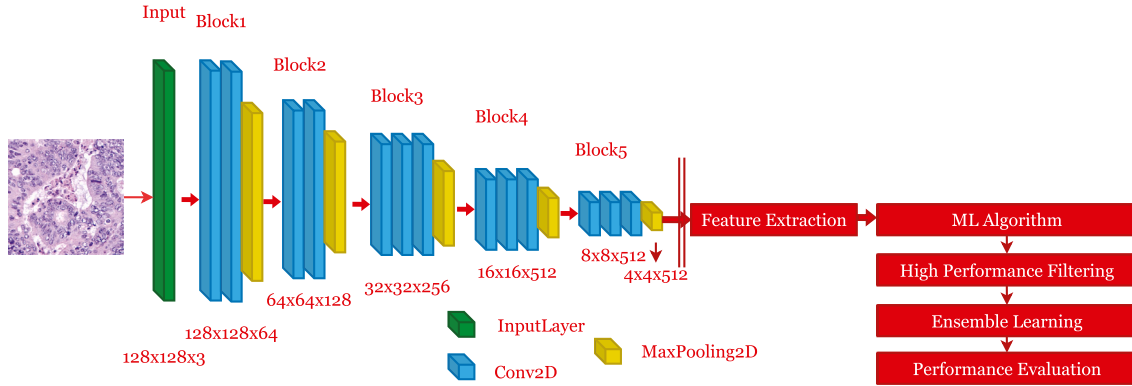 Input
Block1
Block2
Block3
Block4
Block5
128x128x3
128x128x64
64x64x128
32x32x256
16x16x512
8x8x512
4x4x512
Feature Extraction
ML Algorithm
High Performance Filtering
Ensemble Learning
Performance Evaluation
InputLayer
Conv2D
MaxPooling2D